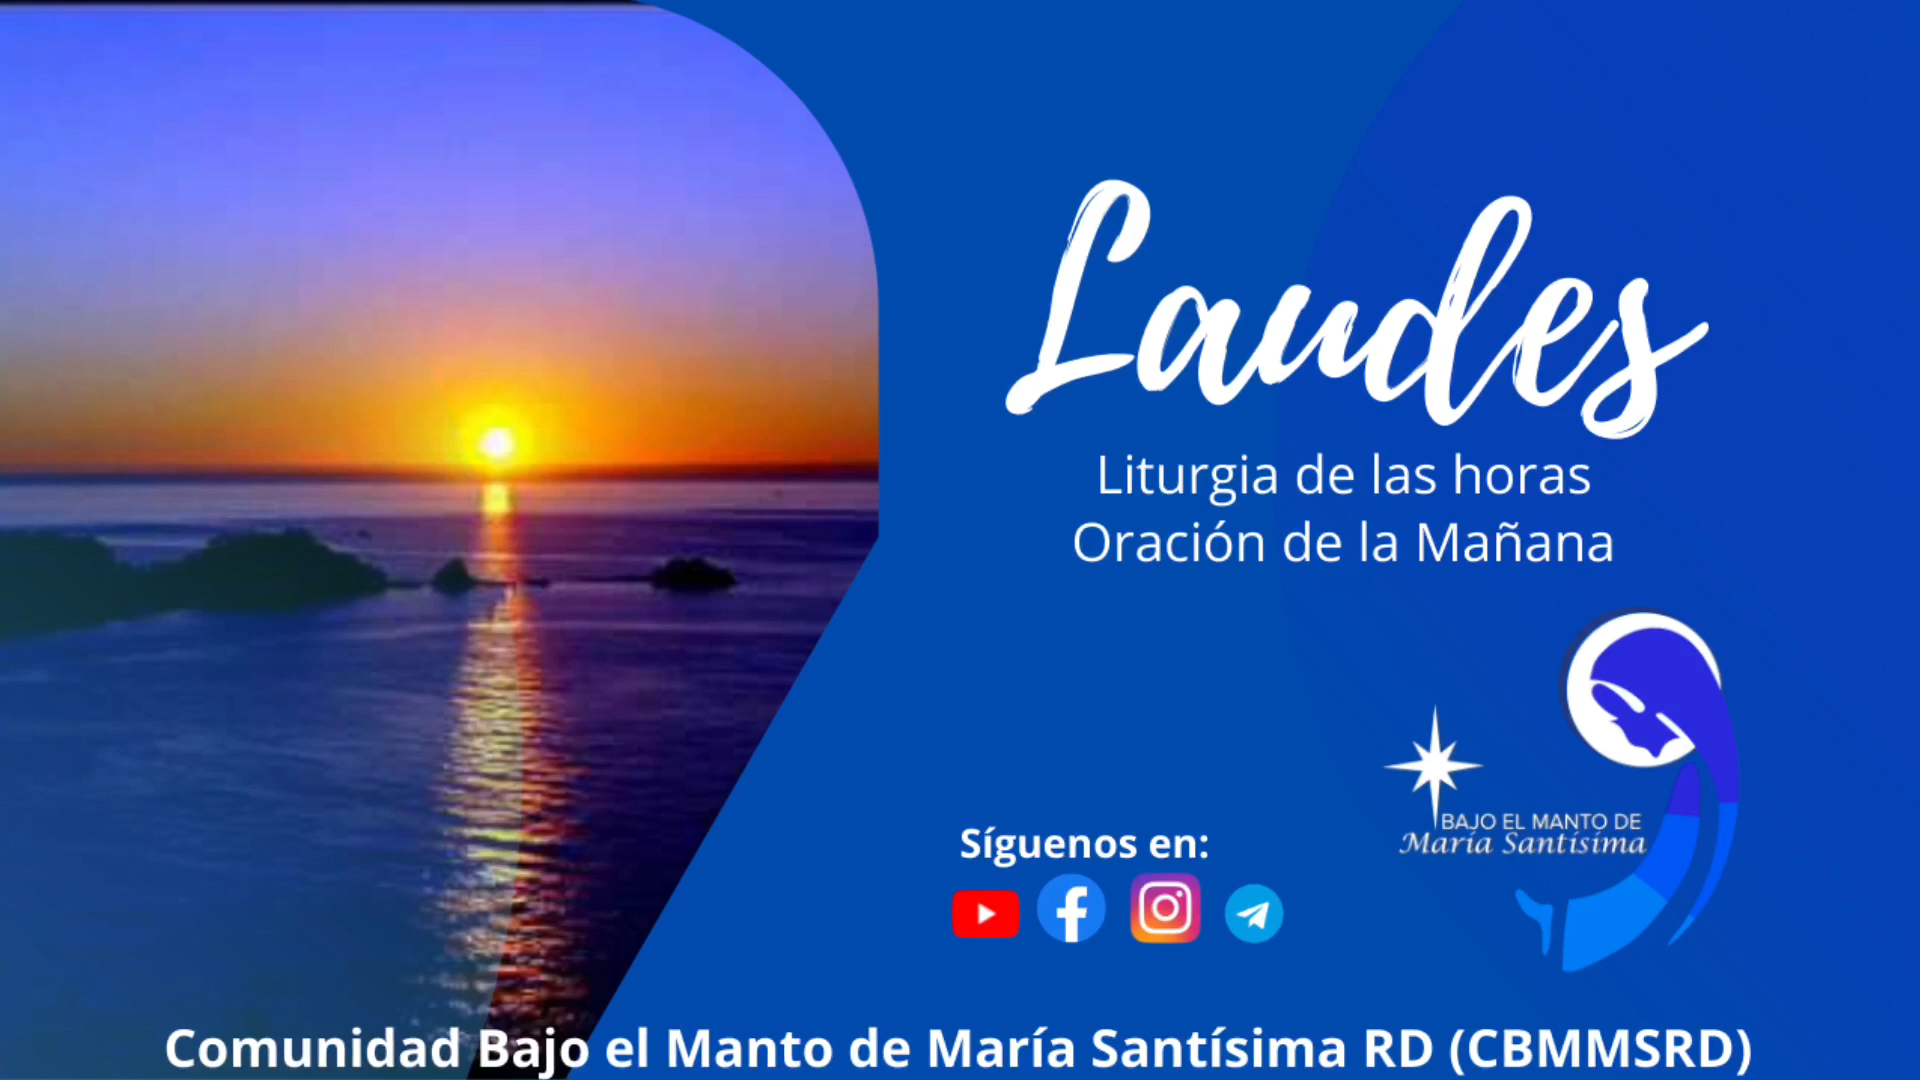 Laudes
Liturgia de las horas
Oración de la Mañana
BAJO EL MANTO DE
María Santísima
Síguenos en:
Comunidad Bajo el Manto de María Santísima RD (CBMMSRD)